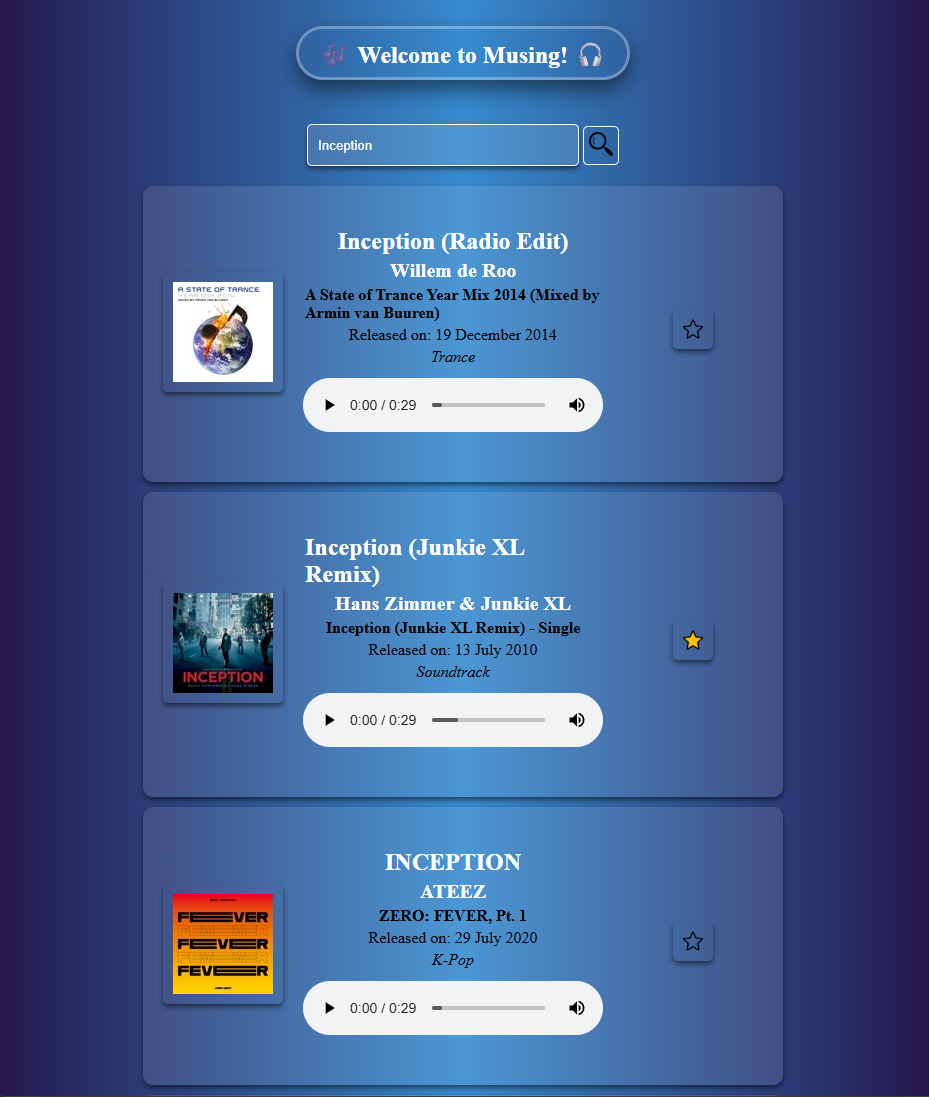 Welcome to Musing!
Inception
Inception (Radio Edit)
Willem de Roo
A State of Trance Year Mix 2014 (Mixed by
Armin van Buuren)
Released on: 19 December 2014
Trance
A STATE OF TRANCE
YEAR MIX 2014
MIXED BY ARMIN VAN BUUREN
0:00 / 0:29
Inception (Junkie XL
Remix)
Hans Zimmer & Junkie XL
Inception (Junkie XL Remix) - Single
Released on: 13 July 2010
Soundtrack
INCEPTION
0:00 / 0:29
INCEPTION
ATEEZ
ZERO: FEVER, Pt. 1
Released on: 29 July 2020
K-Pop
FEVER
FEVER
FEVER
0:00 / 0:29